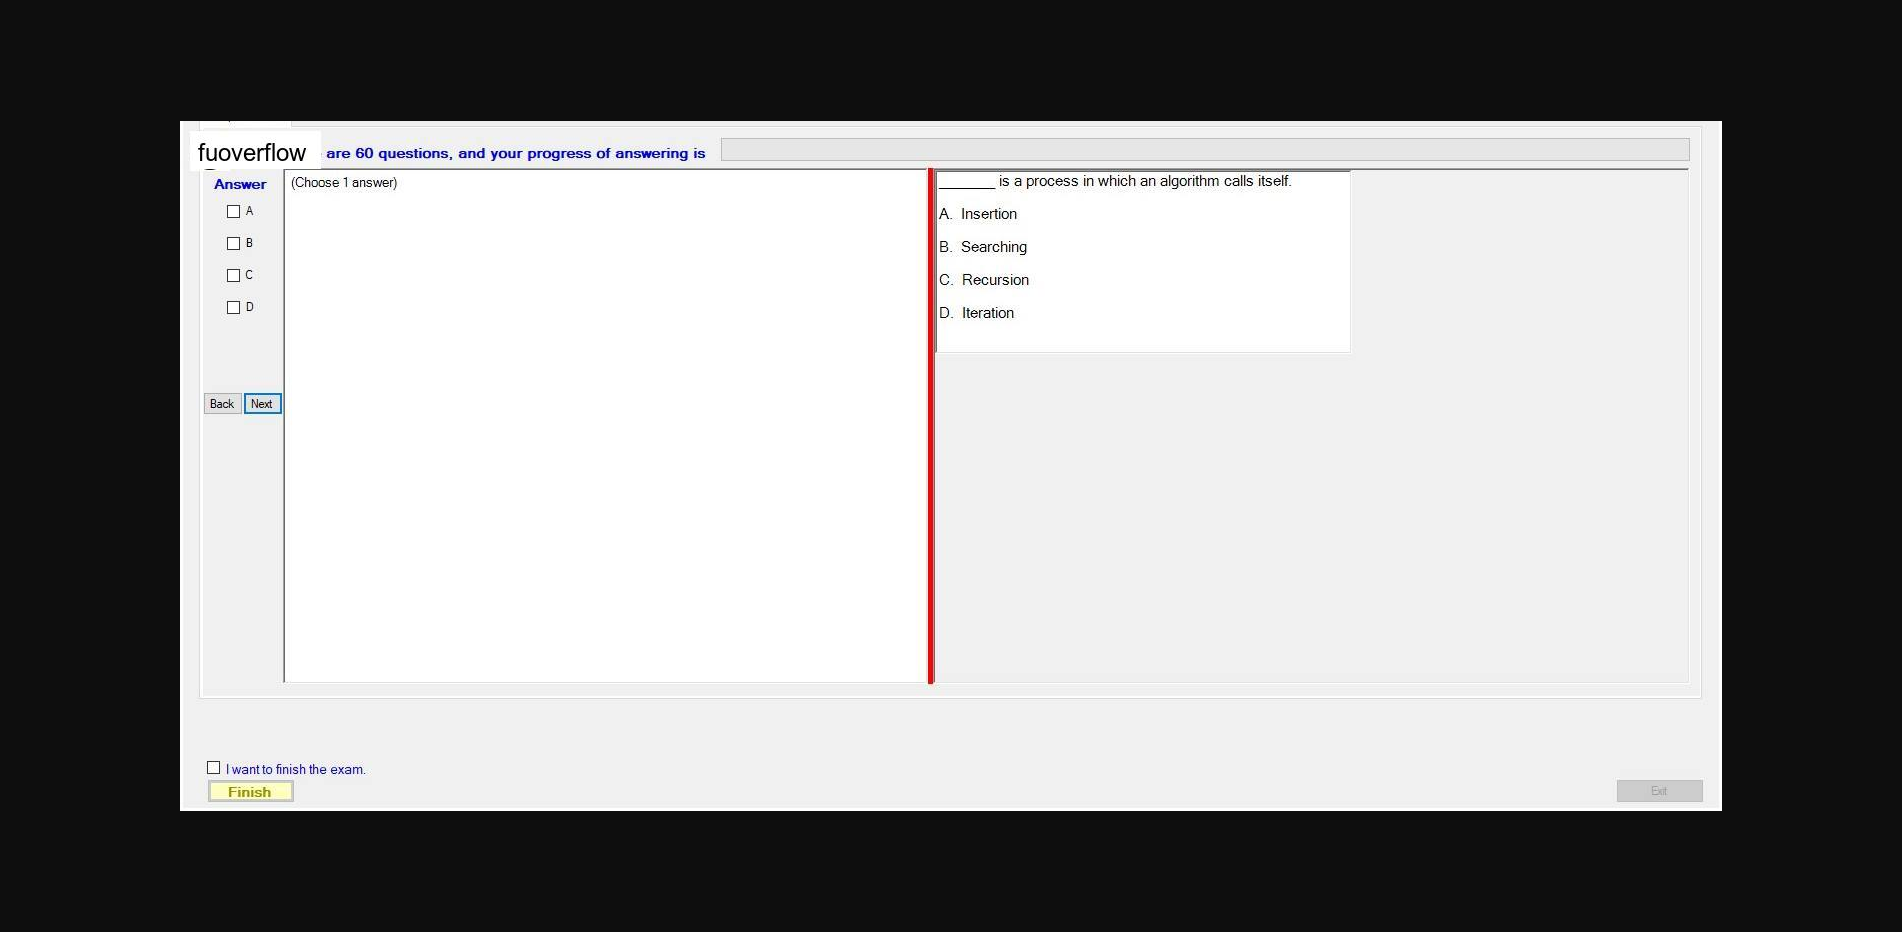 fuoverflow are 60 questions, and your progress of answering is
Answer
A
B
C
D
Back Next
(Choose 1 answer)
_______ is a process in which an algorithm calls itself.
A. Insertion
B. Searching
C. Recursion
D. Iteration
I want to finish the exam.
Finish
Exit